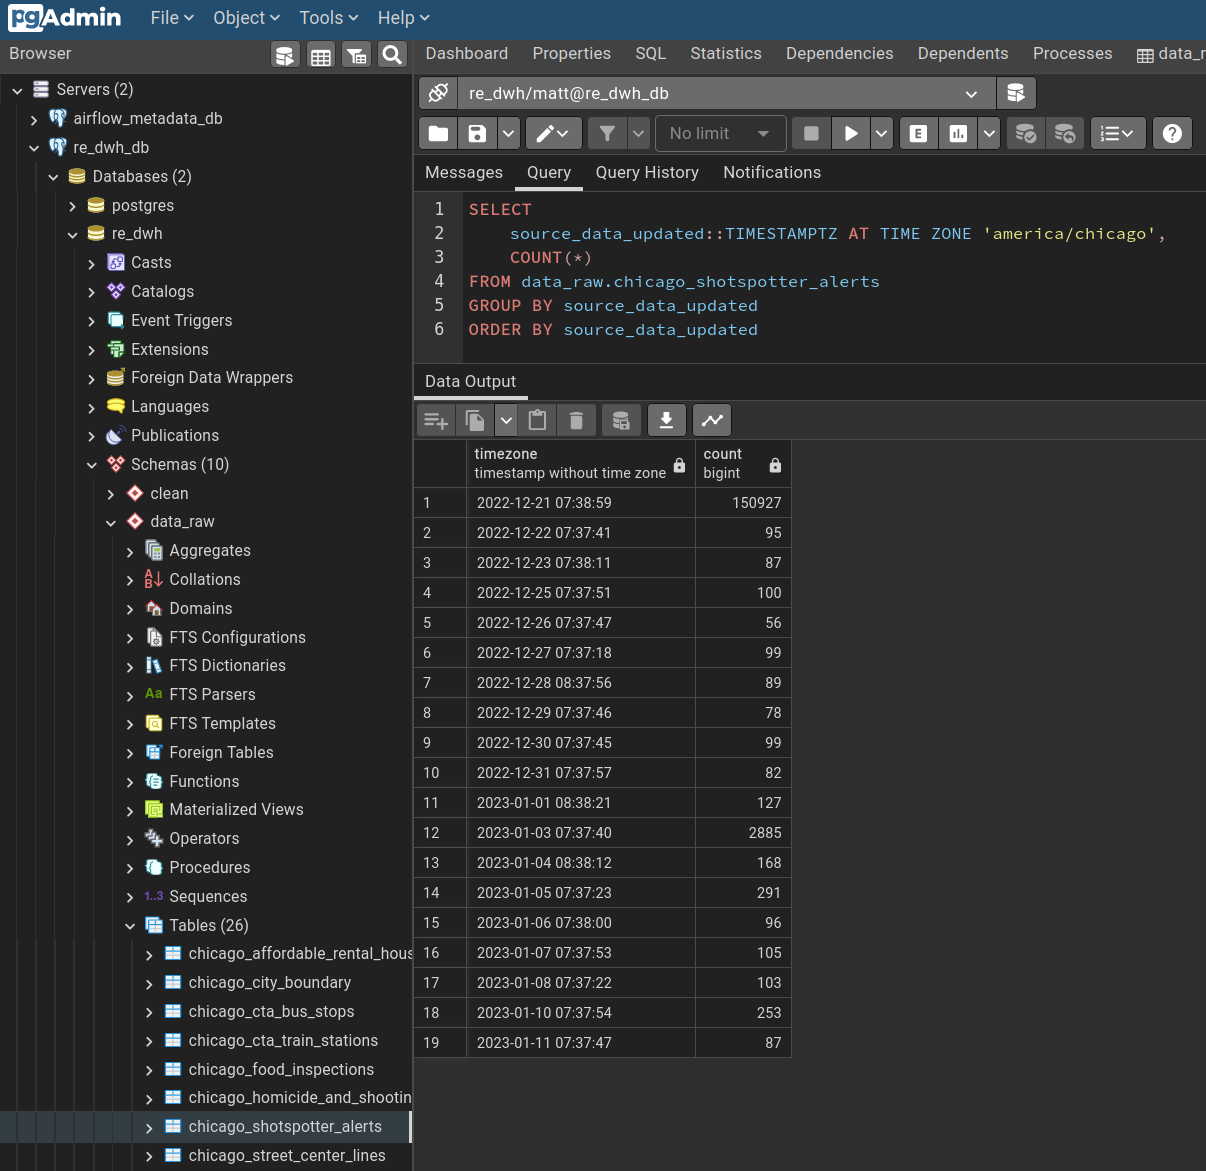 pgAdmin File Object Tools Help
Browser
Servers (2)
airflow_metadata_db
re_dwh_db
Databases (2)
postgres
re_dwh
Casts
Catalogs
Event Triggers
Extensions
Foreign Data Wrappers
Languages
Publications
Schemas (10)
clean
data_raw
Aggregates
Collations
Domains
FTS Configurations
FTS Dictionaries
Aa FTS Parsers
FTS Templates
Foreign Tables
Functions
Materialized Views
Operators
Procedures
1..3 Sequences
Tables (26)
chicago_affordable_rental_hous
chicago_city_boundary
chicago_cta_bus_stops
chicago_cta_train_stations
chicago_food_inspections
chicago_homicide_and_shootin
chicago_shotspotter_alerts
chicago_street_center_lines
Dashboard Properties SQL Statistics Dependencies Dependents Processes data_r
re_dwh/matt@re_dwh_db
No limit E
Messages Query Query History Notifications
1 SELECT
2 source_data_updated::TIMESTAMPTZ AT TIME ZONE 'america/chicago',
3 COUNT(*)
4 FROM data_raw.chicago_shotspotter_alerts
5 GROUP BY source_data_updated
6 ORDER BY source_data_updated
Data Output
timezone count
timestamp without time zone bigint
1 2022-12-21 07:38:59 150927
2 2022-12-22 07:37:41 95
3 2022-12-23 07:38:11 87
4 2022-12-25 07:37:51 100
5 2022-12-26 07:37:47 56
6 2022-12-27 07:37:18 99
7 2022-12-28 08:37:56 89
8 2022-12-29 07:37:46 78
9 2022-12-30 07:37:45 99
10 2022-12-31 07:37:57 82
11 2023-01-01 08:38:21 127
12 2023-01-03 07:37:40 2885
13 2023-01-04 08:38:12 168
14 2023-01-05 07:37:23 291
15 2023-01-06 07:38:00 96
16 2023-01-07 07:37:53 105
17 2023-01-08 07:37:22 103
18 2023-01-10 07:37:54 253
19 2023-01-11 07:37:47 87